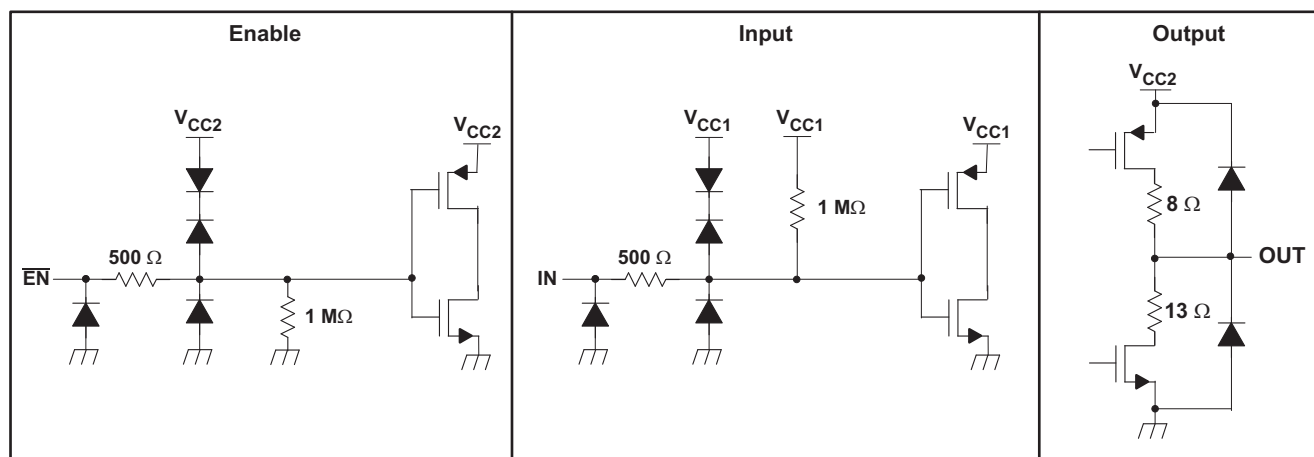 Enable
V_CC2
V_CC2
500 Ω
E̅N̅
1 MΩ
Input
V_CC1
V_CC1
V_CC1
1 MΩ
500 Ω
IN
Output
V_CC2
8 Ω
OUT
13 Ω